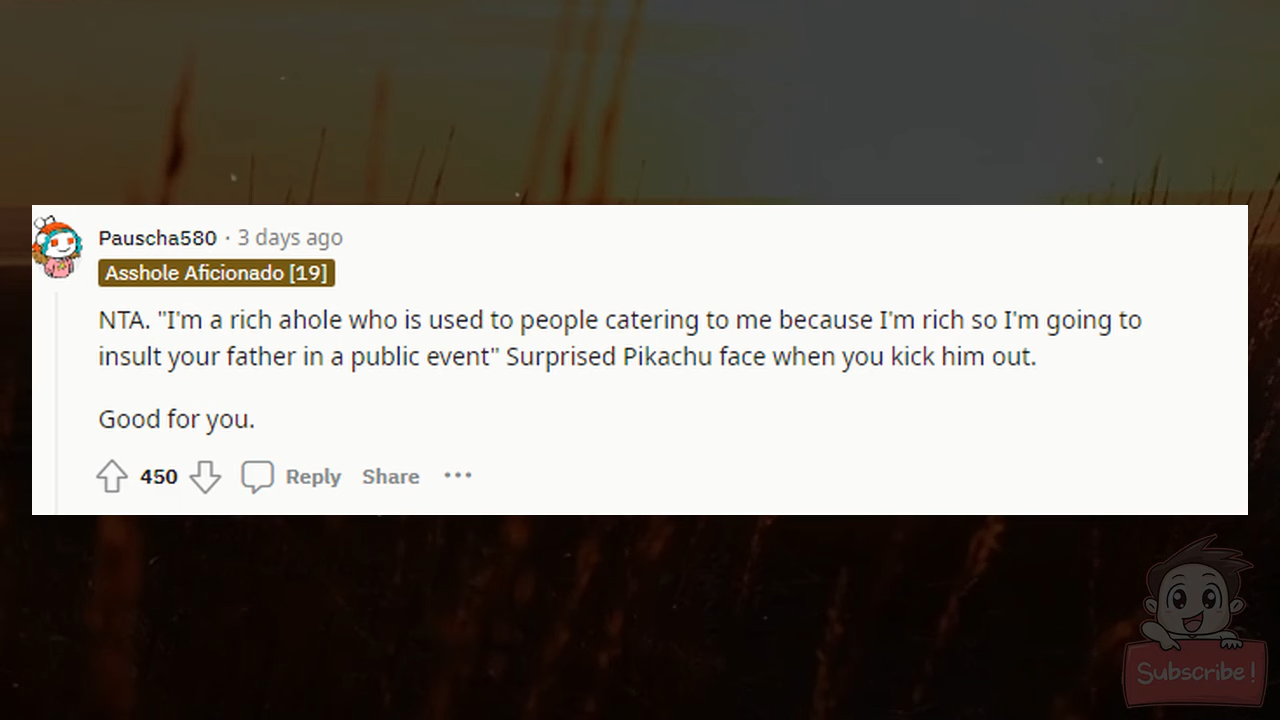 Pauscha580 · 3 days ago
Asshole Aficionado [19]
NTA. "I'm a rich ahole who is used to people catering to me because I'm rich so I'm going to
insult your father in a public event" Surprised Pikachu face when you kick him out.
Good for you.
450 Reply Share ···
Subscribe!